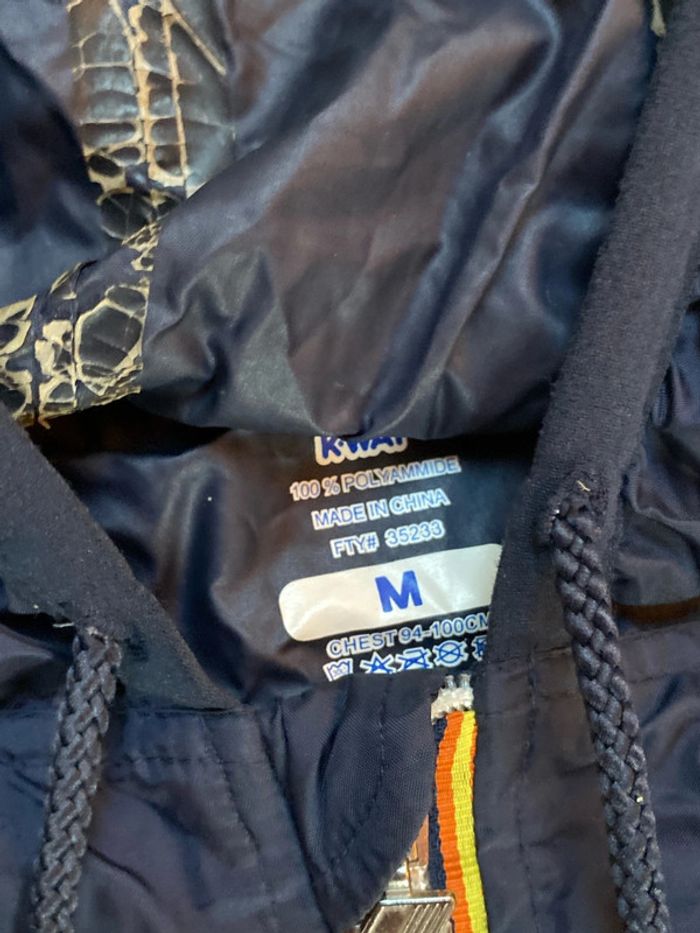 K·WAY
100 % POLYAMMIDE
MADE IN CHINA
FTY# 35233
M
CHEST 94-100CM